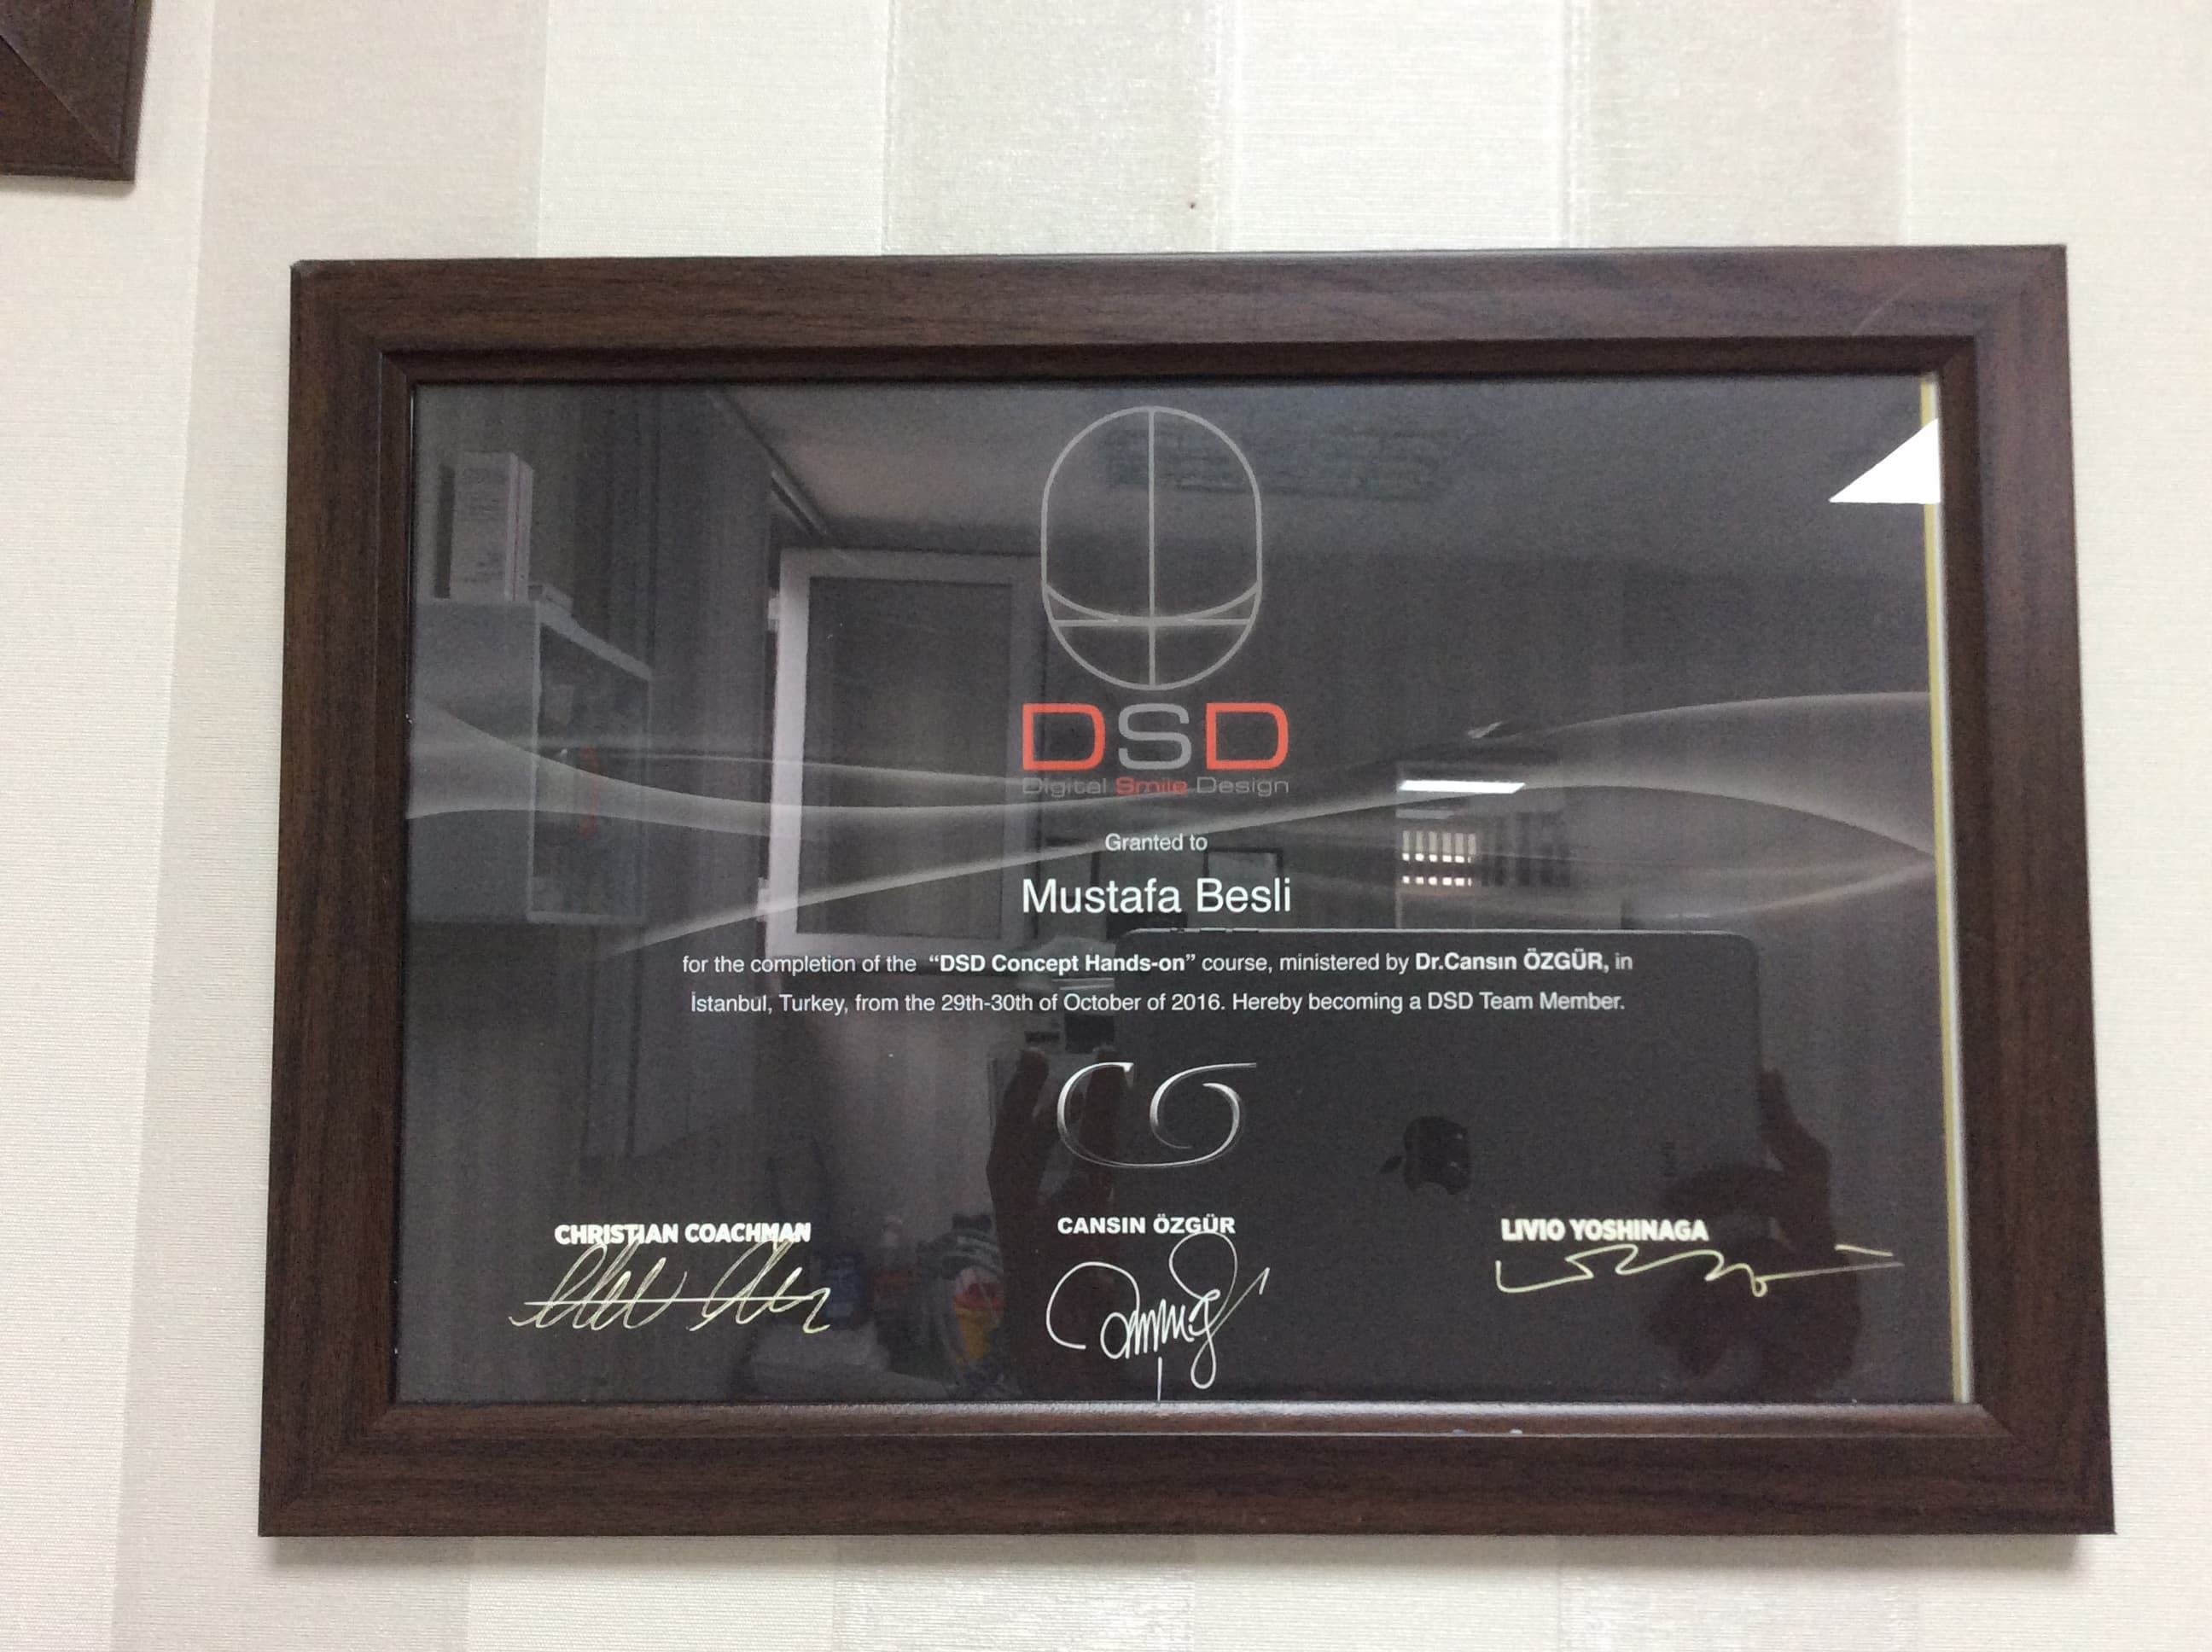 DSD
Digital Smile Design
Granted to
Mustafa Besli
for the completion of the “DSD Concept Hands-on” course, ministered by Dr.Cansın ÖZGÜR, in
İstanbul, Turkey, from the 29th-30th of October of 2016. Hereby becoming a DSD Team Member.
CHRISTIAN COACHMAN
CANSIN ÖZGÜR
LIVIO YOSHINAGA